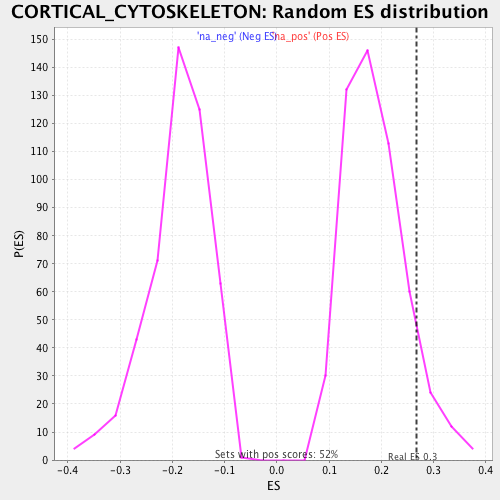 CORTICAL_CYTOSKELETON: Random ES distribution
'na_neg' (Neg ES) 'na_pos' (Pos ES)
150
140
130
120
110
100
90
80
70
60
50
40
30
20
10
0
P(ES)
Sets with pos scores: 52%
Real ES 0.3
-0.4 -0.3 -0.2 -0.1 0.0 0.1 0.2 0.3 0.4
ES